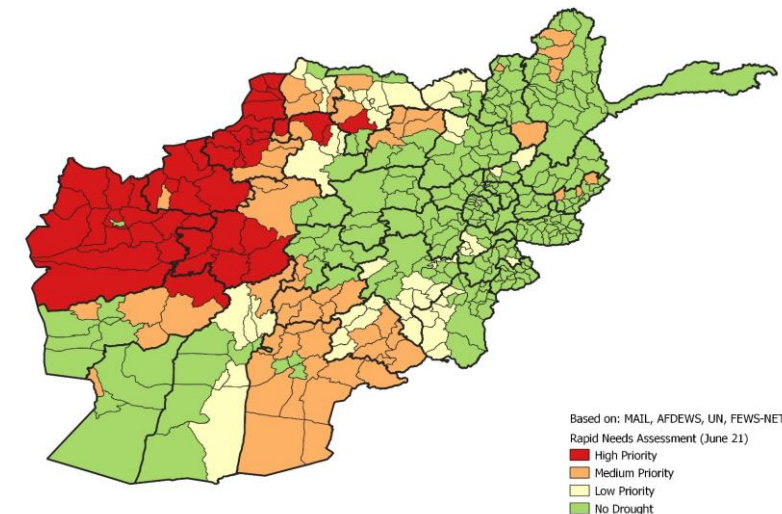 Based on: MAIL, AFDEWS, UN, FEWS-NET
Rapid Needs Assessment (June 21)
High Priority
Medium Priority
Low Priority
No Drought